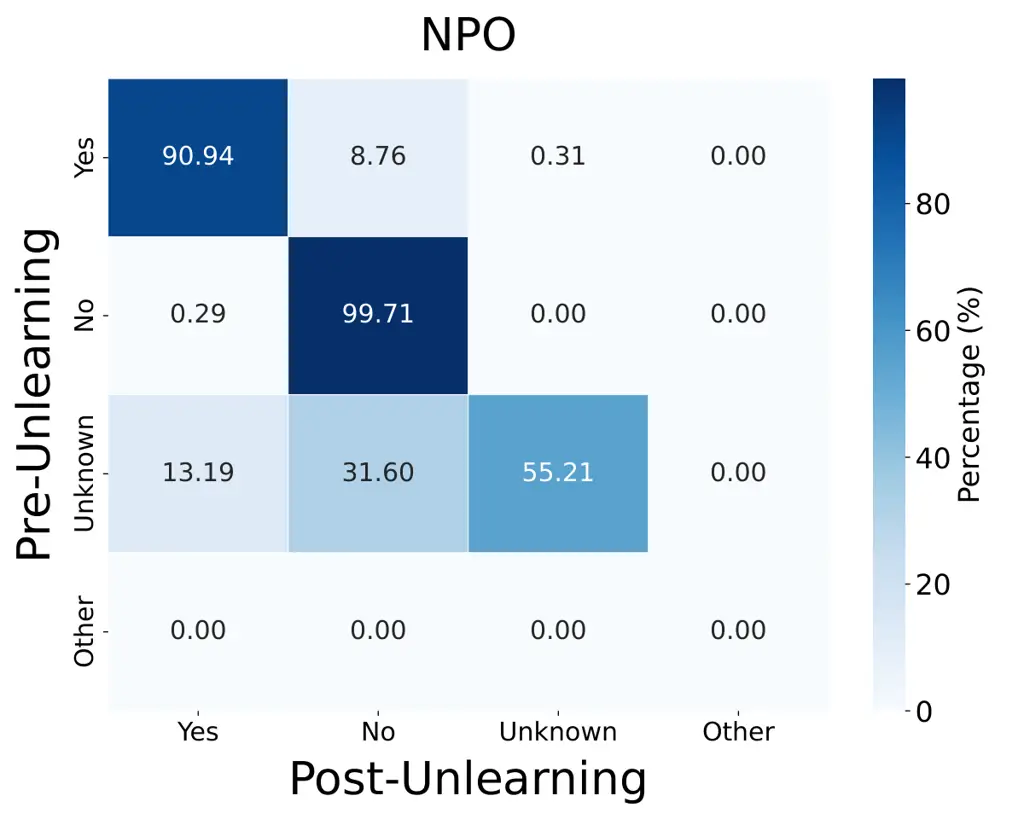 NPO
Pre-Unlearning
Yes
90.94 8.76 0.31 0.00
No
0.29 99.71 0.00 0.00
Unknown
13.19 31.60 55.21 0.00
Other
0.00 0.00 0.00 0.00
Yes No Unknown Other
Post-Unlearning
80
60
40
20
0
Percentage (%)